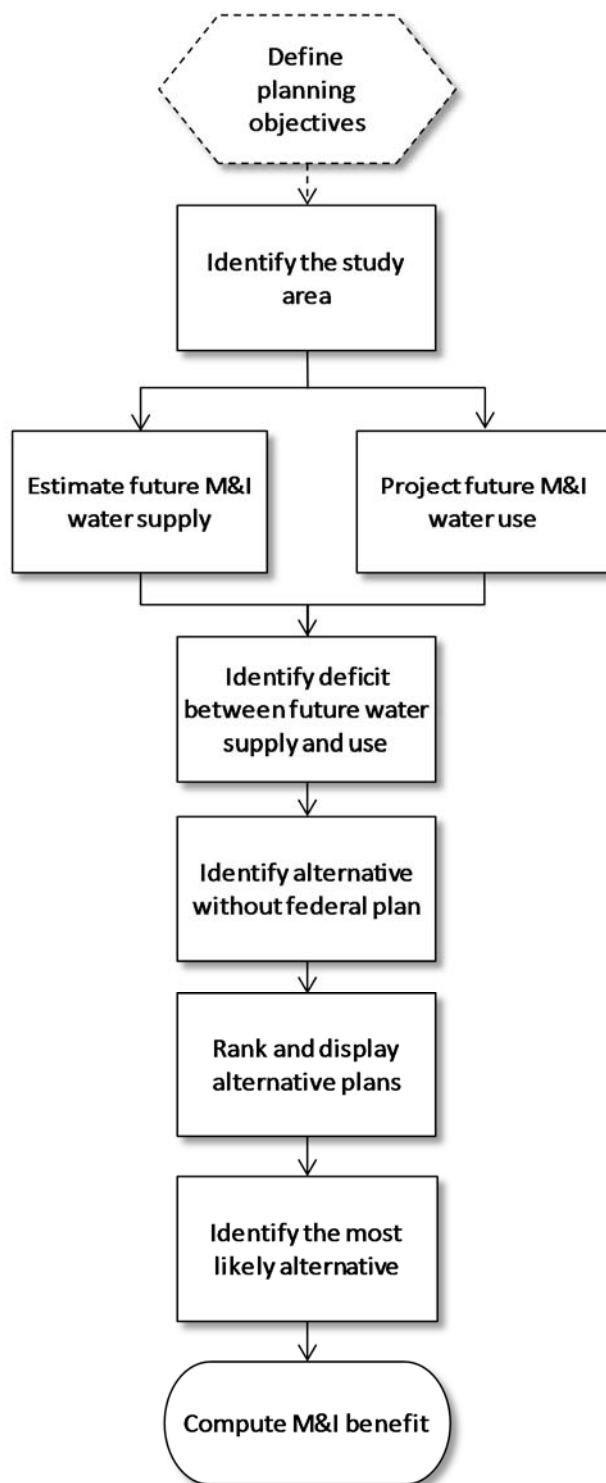 Define
planning
objectives
Identify the study
area
Estimate future M&I
water supply
Project future M&I
water use
Identify deficit
between future water
supply and use
Identify alternative
without federal plan
Rank and display
alternative plans
Identify the most
likely alternative
Compute M&I benefit